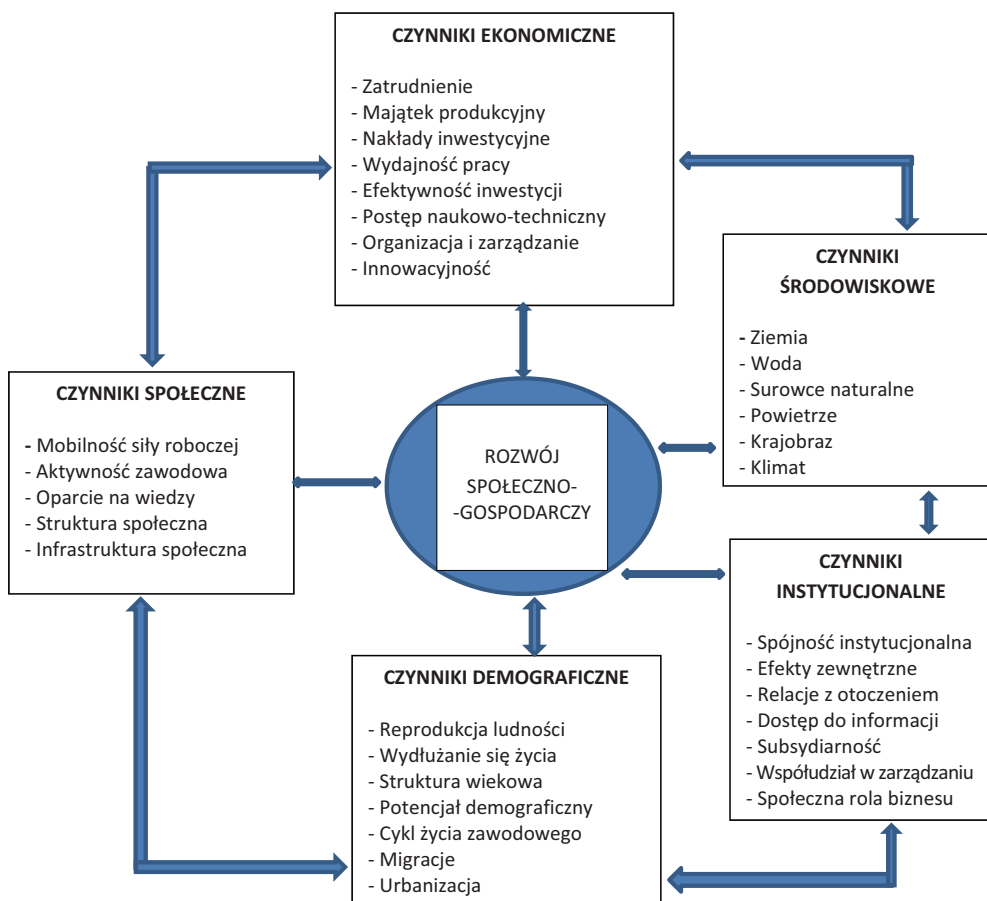 CZYNNIKI EKONOMICZNE
- Zatrudnienie
- Majątek produkcyjny
- Nakłady inwestycyjne
- Wydajność pracy
- Efektywność inwestycji
- Postęp naukowo-techniczny
- Organizacja i zarządzanie
- Innowacyjność
CZYNNIKI
ŚRODOWISKOWE
- Ziemia
- Woda
- Surowce naturalne
- Powietrze
- Krajobraz
- Klimat
CZYNNIKI SPOŁECZNE
- Mobilność siły roboczej
- Aktywność zawodowa
- Oparcie na wiedzy
- Struktura społeczna
- Infrastruktura społeczna
ROZWÓJ
SPOŁECZNO-
-GOSPODARCZY
CZYNNIKI
INSTYTUCJONALNE
- Spójność instytucjonalna
- Efekty zewnętrzne
- Relacje z otoczeniem
- Dostęp do informacji
- Subsydiarność
- Współudział w zarządzaniu
- Społeczna rola biznesu
CZYNNIKI DEMOGRAFICZNE
- Reprodukcja ludności
- Wydłużanie się życia
- Struktura wiekowa
- Potencjał demograficzny
- Cykl życia zawodowego
- Migracje
- Urbanizacja